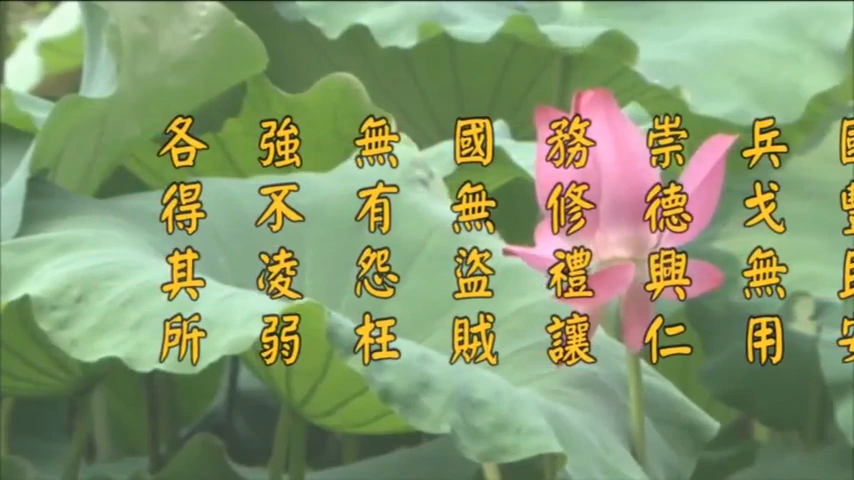 兵戈無用
崇德興仁
務修禮讓
國無盜賊
無有怨枉
強不凌弱
各得其所